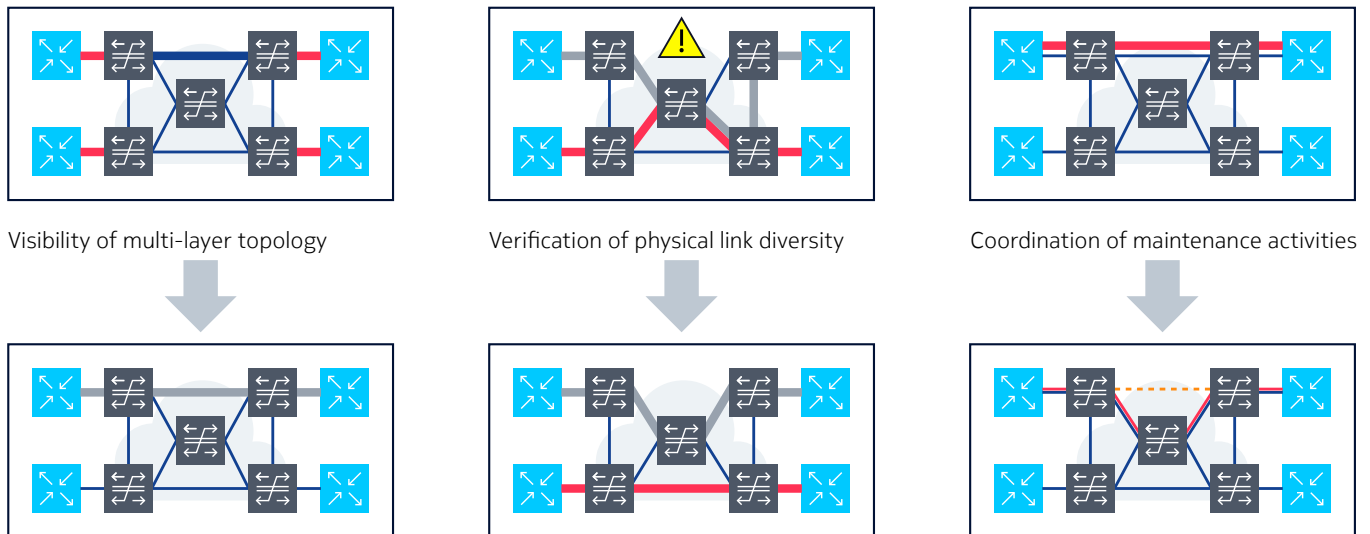 !
Visibility of multi-layer topology
Verification of physical link diversity
Coordination of maintenance activities